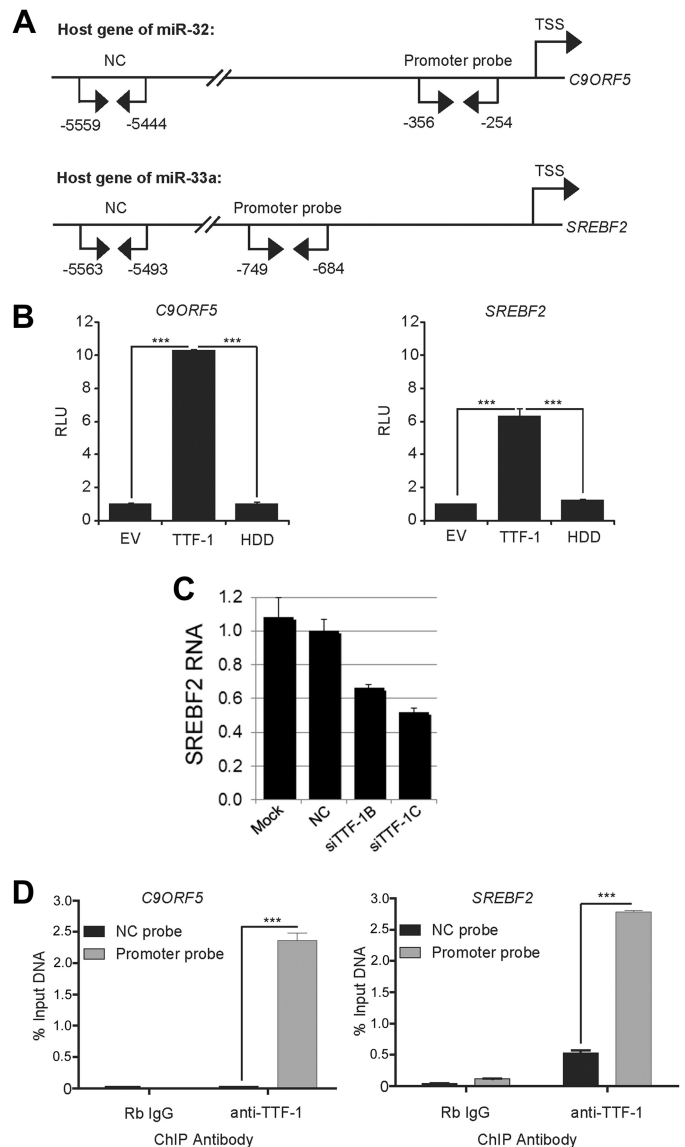 A
Host gene of miR-32:
TSS
NC
Promoter probe
C9ORF5
-5559
-5444
-356
-254
Host gene of miR-33a:
TSS
NC
Promoter probe
SREBF2
-5563
-5493
-749
-684
B
C9ORF5
12
10
8
6
4
2
0
RLU
***
***
EV
TTF-1
HDD
SREBF2
12
10
8
6
4
2
0
RLU
***
***
EV
TTF-1
HDD
C
1.2
1.0
0.8
0.6
0.4
0.2
0.0
SREBF2 RNA
Mock
NC
siTTF-1B
siTTF-1C
D
C9ORF5
3.0
2.5
2.0
1.5
1.0
0.5
0
% Input DNA
NC probe
Promoter probe
***
Rb IgG
anti-TTF-1
ChIP Antibody
SREBF2
3.0
2.5
2.0
1.5
1.0
0.5
0
% Input DNA
NC probe
Promoter probe
***
Rb IgG
anti-TTF-1
ChIP Antibody